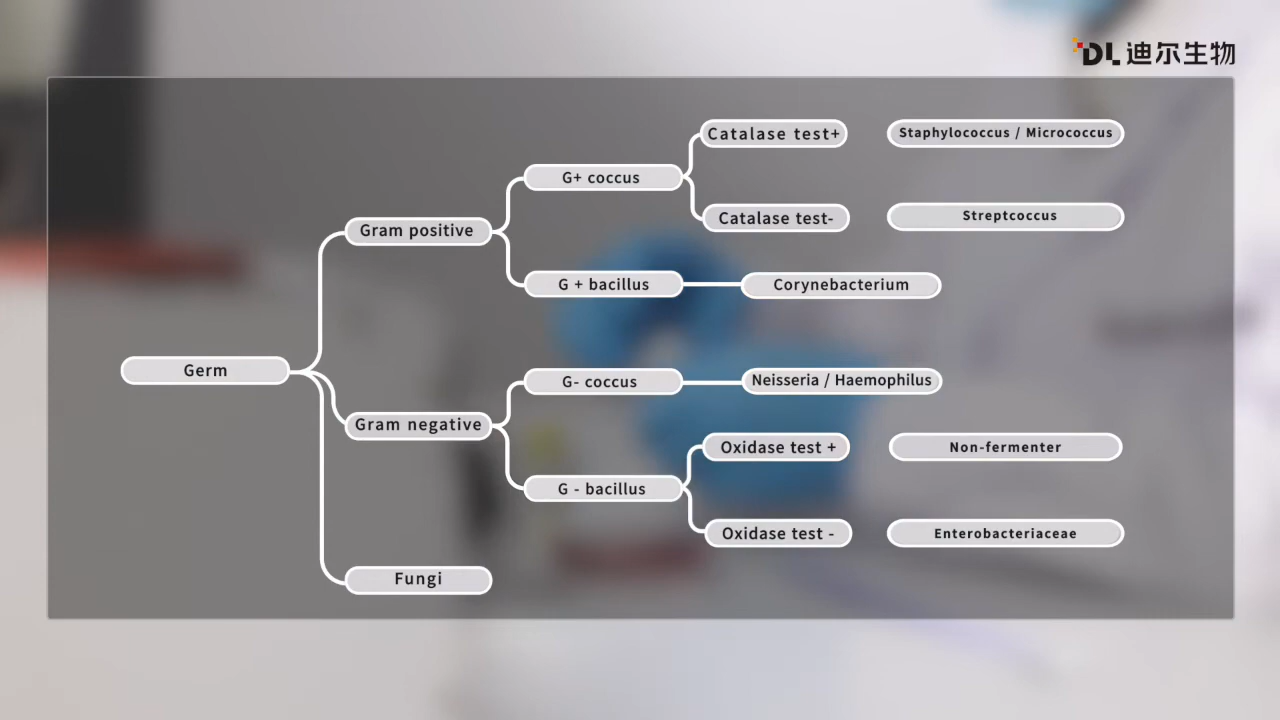 DL 迪尔生物
Catalase test+
Staphylococcus / Micrococcus
G+ coccus
Catalase test-
Streptcoccus
Gram positive
G + bacillus
Corynebacterium
Germ
G- coccus
Neisseria / Haemophilus
Gram negative
Oxidase test +
Non-fermenter
G - bacillus
Oxidase test -
Enterobacteriaceae
Fungi